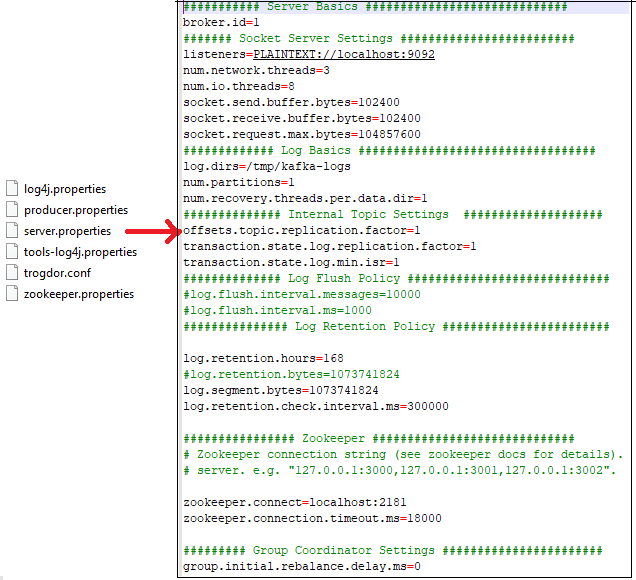 log4j.properties
producer.properties
server.properties
tools-log4j.properties
trogdor.conf
zookeeper.properties
########### Server Basics #############################
broker.id=1
####### Socket Server Settings #########################
listeners=PLAINTEXT://localhost:9092
num.network.threads=3
num.io.threads=8
socket.send.buffer.bytes=102400
socket.receive.buffer.bytes=102400
socket.request.max.bytes=104857600
############# Log Basics ##################################
log.dirs=/tmp/kafka-logs
num.partitions=1
num.recovery.threads.per.data.dir=1
############## Internal Topic Settings  ####################
offsets.topic.replication.factor=1
transaction.state.log.replication.factor=1
transaction.state.log.min.isr=1
############## Log Flush Policy #############################
#log.flush.interval.messages=10000
#log.flush.interval.ms=1000
############### Log Retention Policy ########################
log.retention.hours=168
#log.retention.bytes=1073741824
log.segment.bytes=1073741824
log.retention.check.interval.ms=300000
################ Zookeeper #############################
# Zookeeper connection string (see zookeeper docs for details).
# server. e.g. "127.0.0.1:3000,127.0.0.1:3001,127.0.0.1:3002".
zookeeper.connect=localhost:2181
zookeeper.connection.timeout.ms=18000
######### Group Coordinator Settings #######################
group.initial.rebalance.delay.ms=0